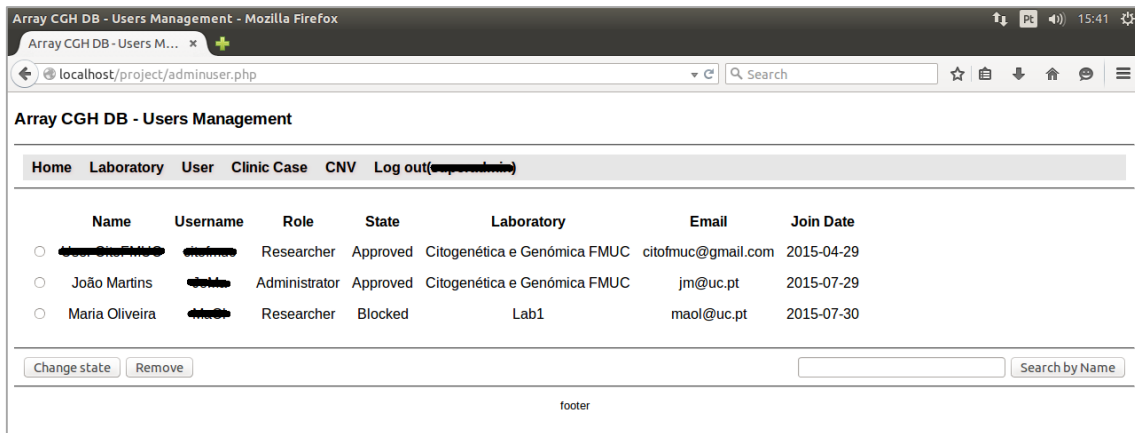 Array CGH DB - Users Management - Mozilla Firefox Pt 15:41
Array CGH DB - Users M...
localhost/project/adminuser.php Search
Array CGH DB - Users Management
Home Laboratory User Clinic Case CNV Log out( )
Name Username Role State Laboratory Email Join Date
Researcher Approved Citogenética e Genómica FMUC citofmuc@gmail.com 2015-04-29
João Martins Administrator Approved Citogenética e Genómica FMUC jm@uc.pt 2015-07-29
Maria Oliveira Researcher Blocked Lab1 maol@uc.pt 2015-07-30
Change state Remove Search by Name
footer